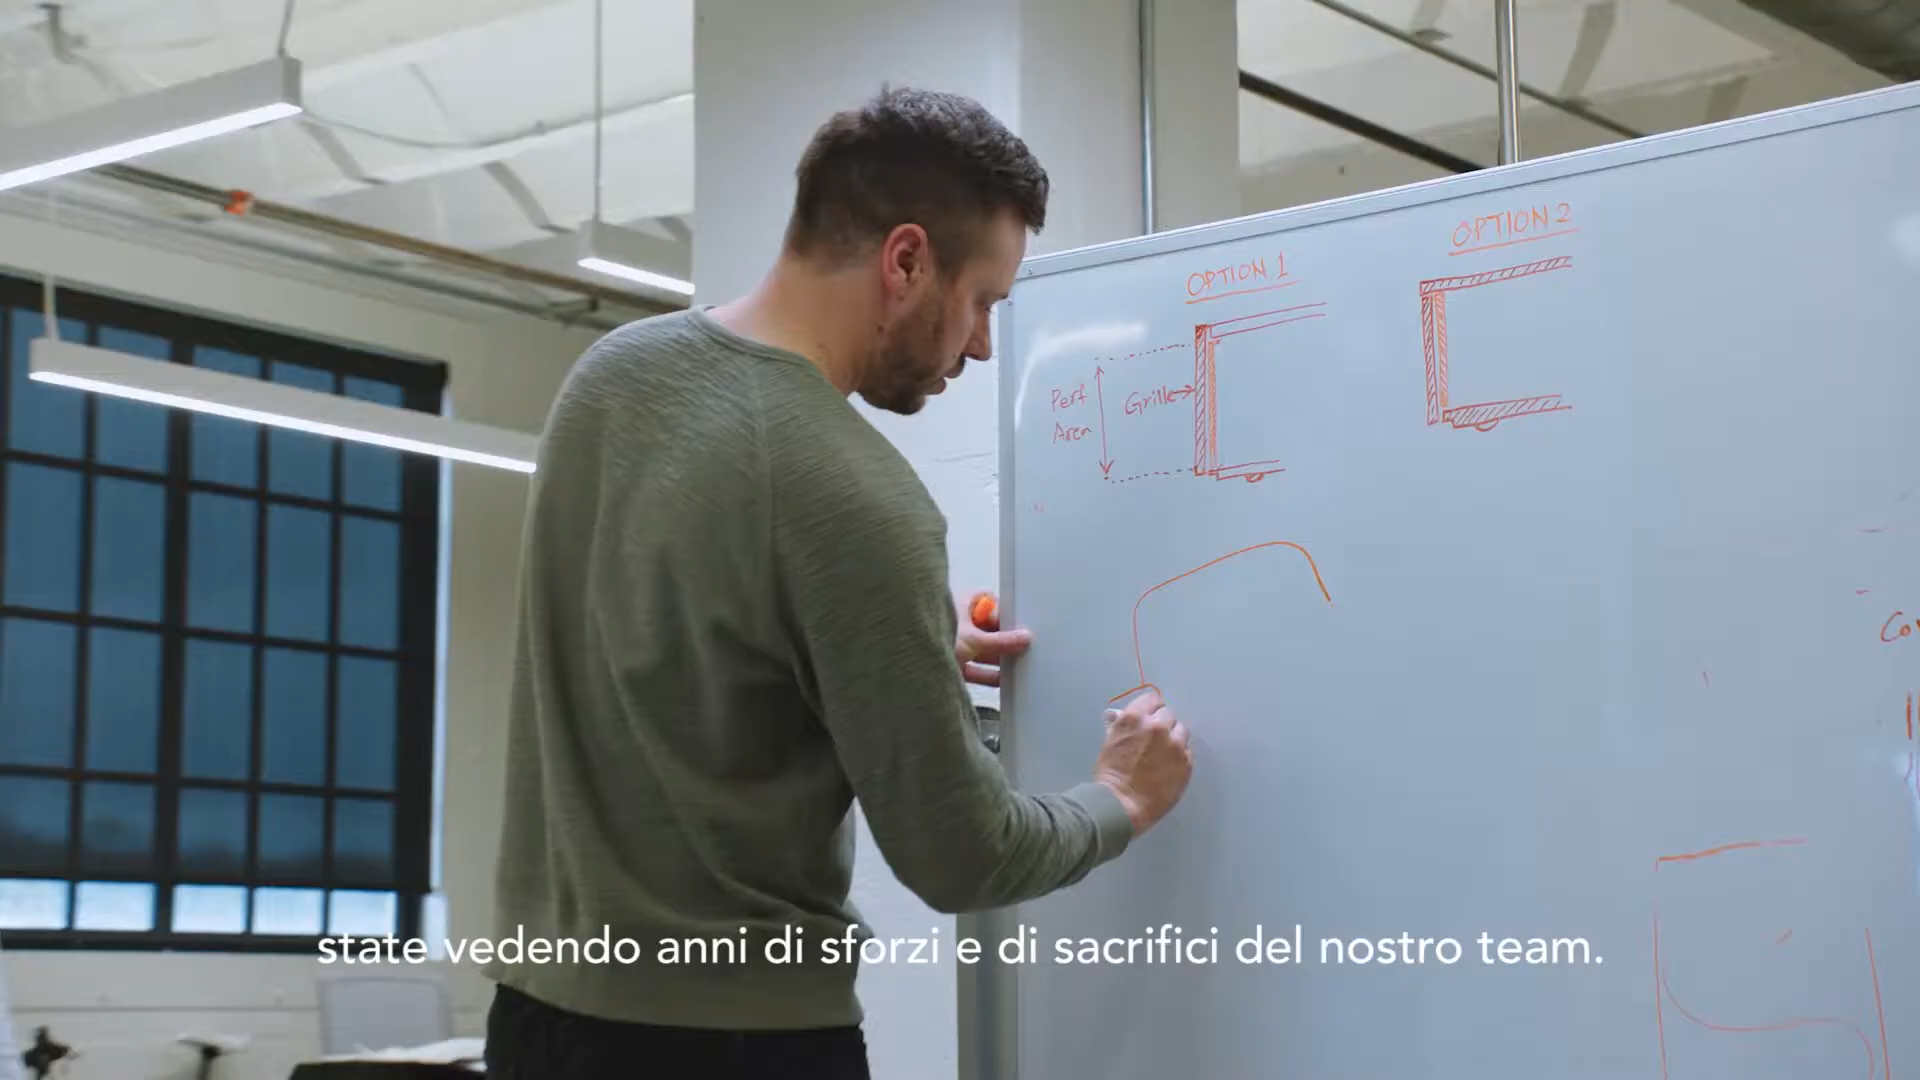 OPTION 1
OPTION 2
Perf
Area
Grille
state vedendo anni di sforzi e di sacrifici del nostro team.